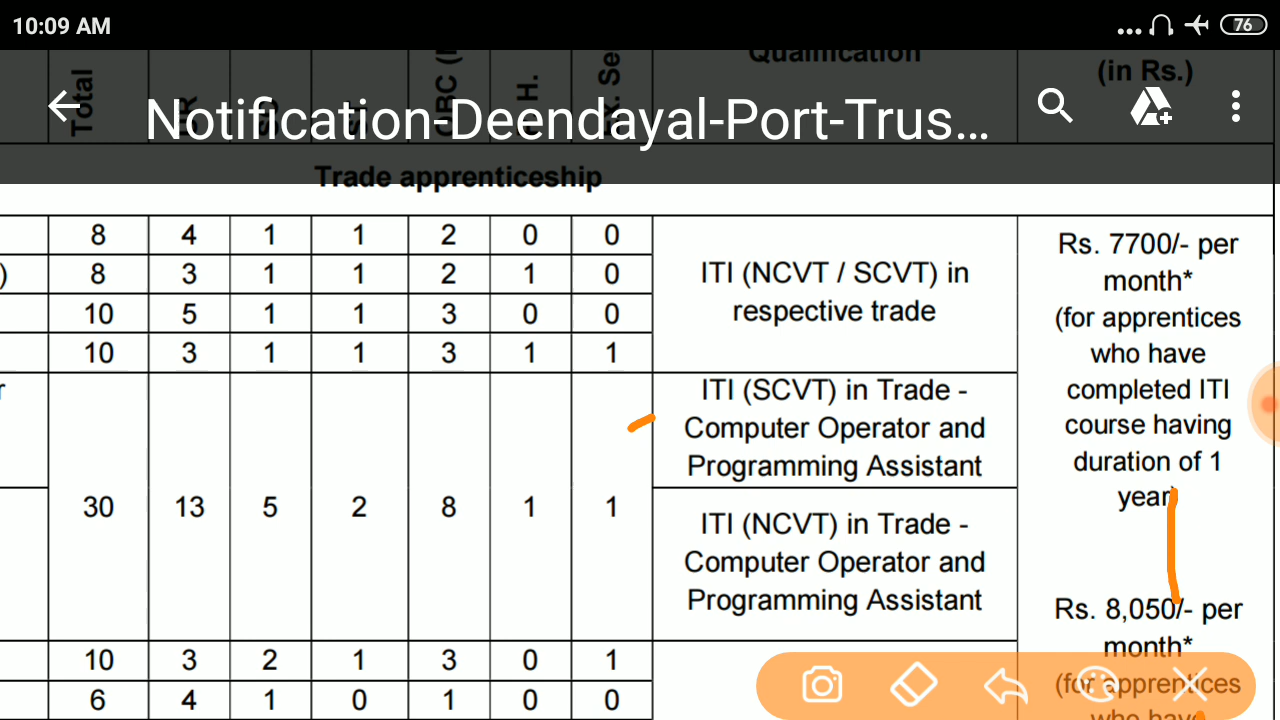 10:09 AM
76
Notification-Deendayal-Port-Trus...
Total
Qualification
(in Rs.)
Trade apprenticeship
8 4 1 1 2 0 0
) 8 3 1 1 2 1 0
10 5 1 1 3 0 0
10 3 1 1 3 1 1
ITI (NCVT / SCVT) in
respective trade
Rs. 7700/- per
month*
(for apprentices
who have
completed ITI
course having
duration of 1
year)
r
30 13 5 2 8 1 1
ITI (SCVT) in Trade -
Computer Operator and
Programming Assistant
ITI (NCVT) in Trade -
Computer Operator and
Programming Assistant
Rs. 8,050/- per
month*
(for apprentices
who have
10 3 2 1 3 0 1
6 4 1 0 1 0 0